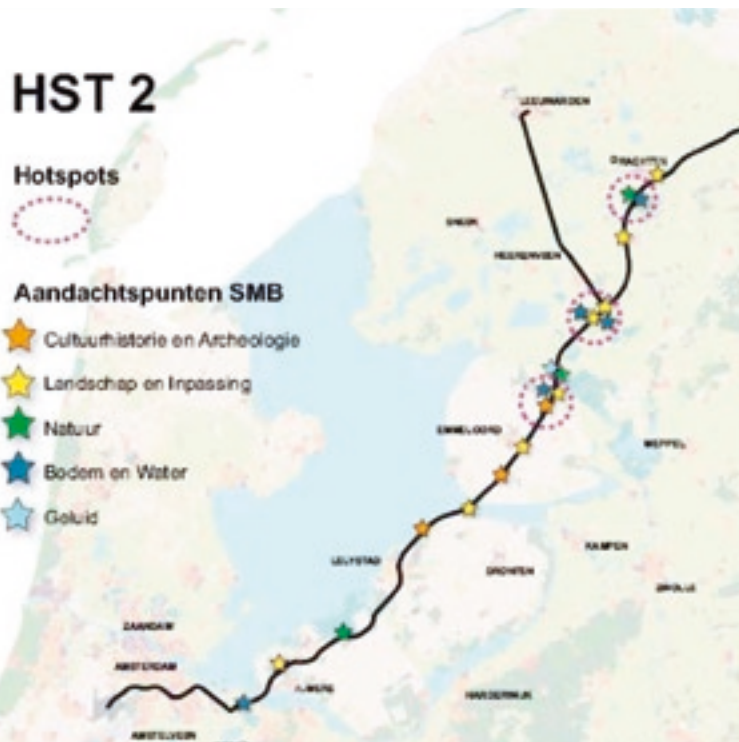 HST 2
Hotspots
Aandachtspunten SMB
Cultuurhistorie en Archeologie
Landschap en Inpassing
Natuur
Bodem en Water
Geluid
LEEUWARDEN
DRACHTEN
SNEEK
HEERENVEEN
EMMELOORD
MEPPEL
LELYSTAD
KAMPEN
DRONTEN
ZWOLLE
ZAANDAM
AMSTERDAM
ALMERE
HARDERWIJK
AMSTELVEEN